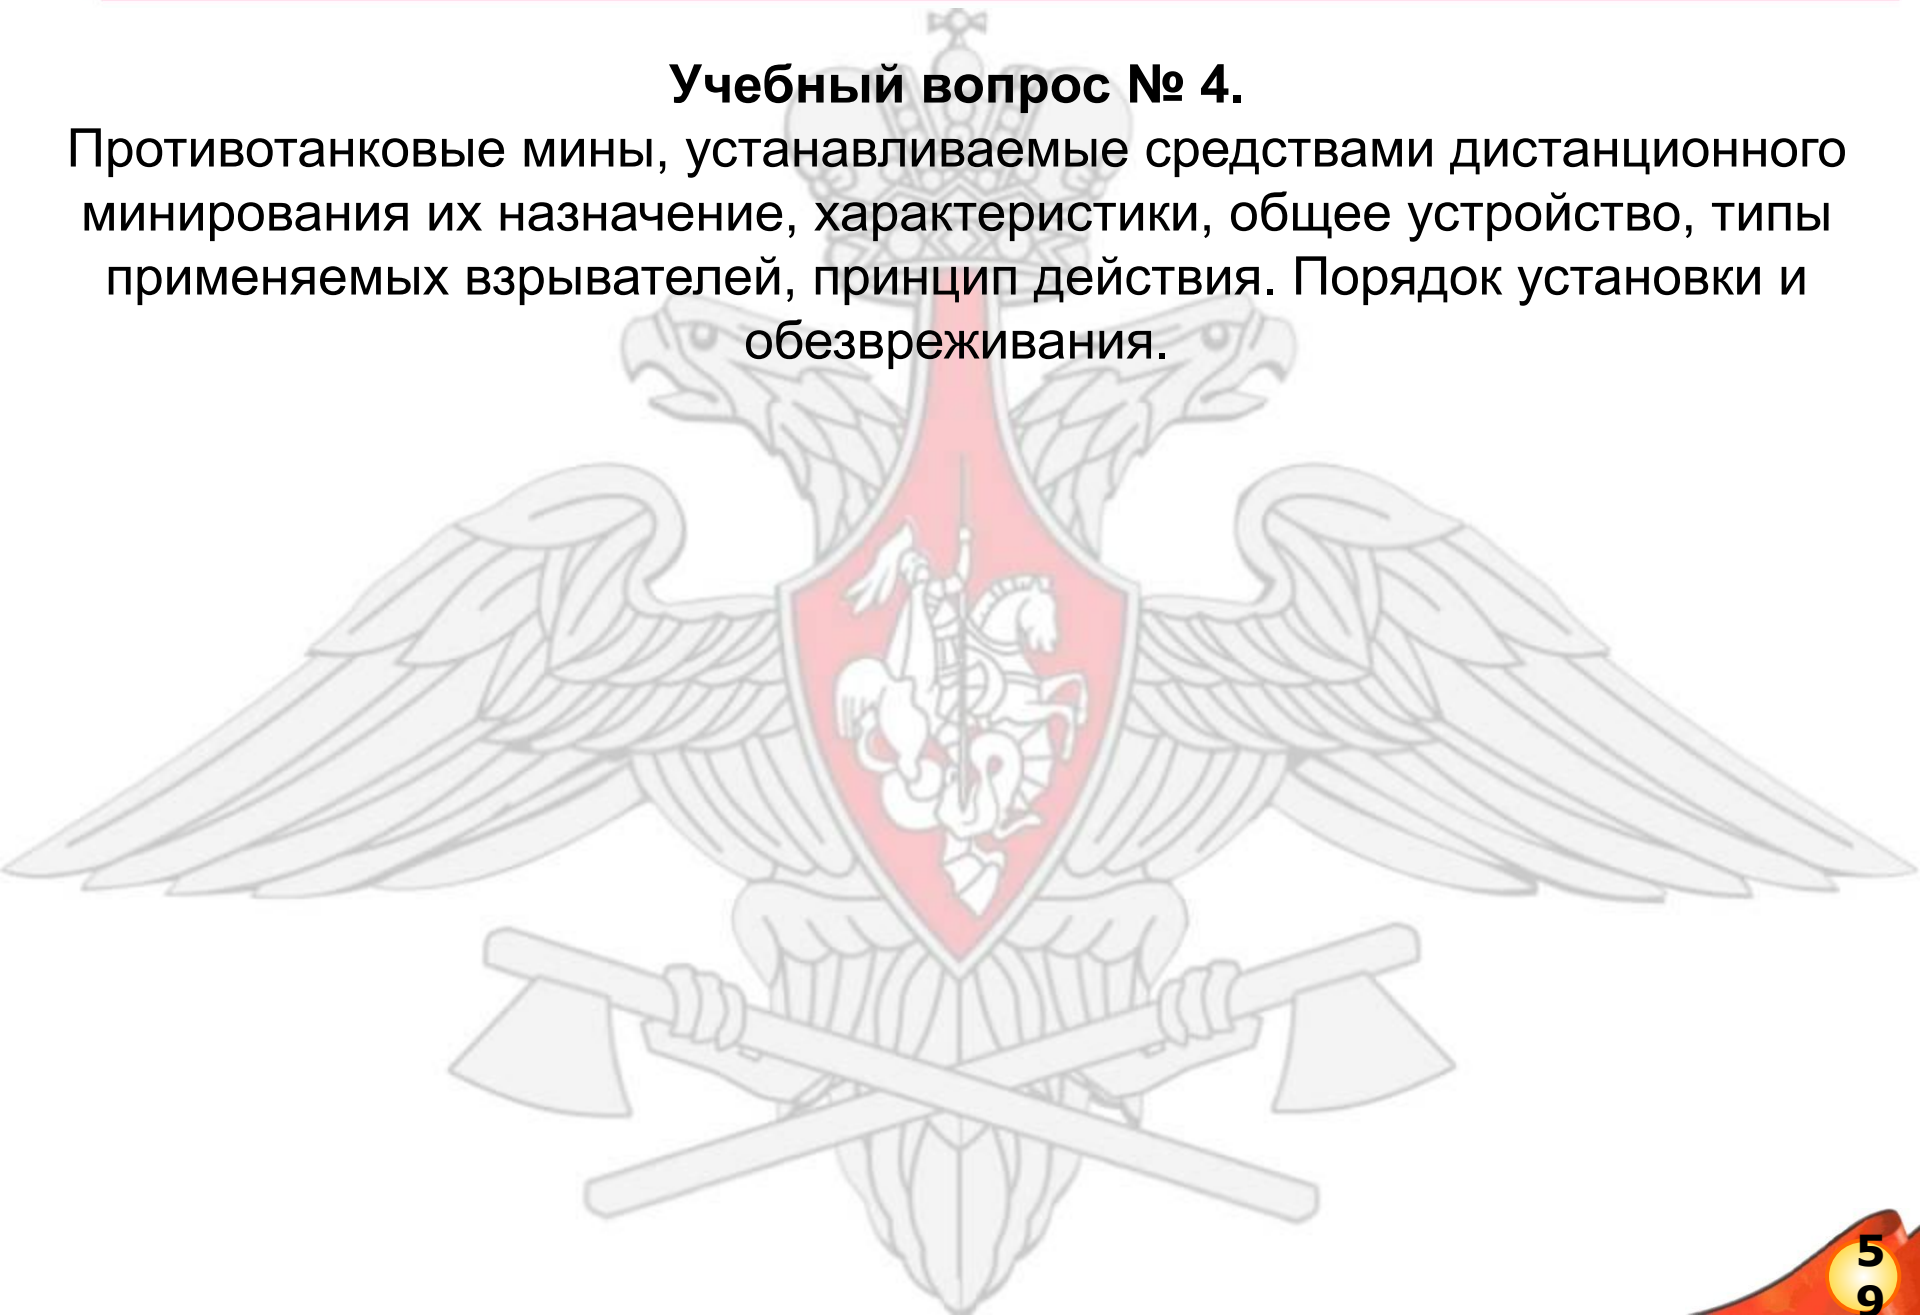 Учебный вопрос № 4.
Противотанковые мины, устанавливаемые средствами дистанционного
минирования их назначение, характеристики, общее устройство, типы
применяемых взрывателей, принцип действия. Порядок установки и
обезвреживания.
5
9